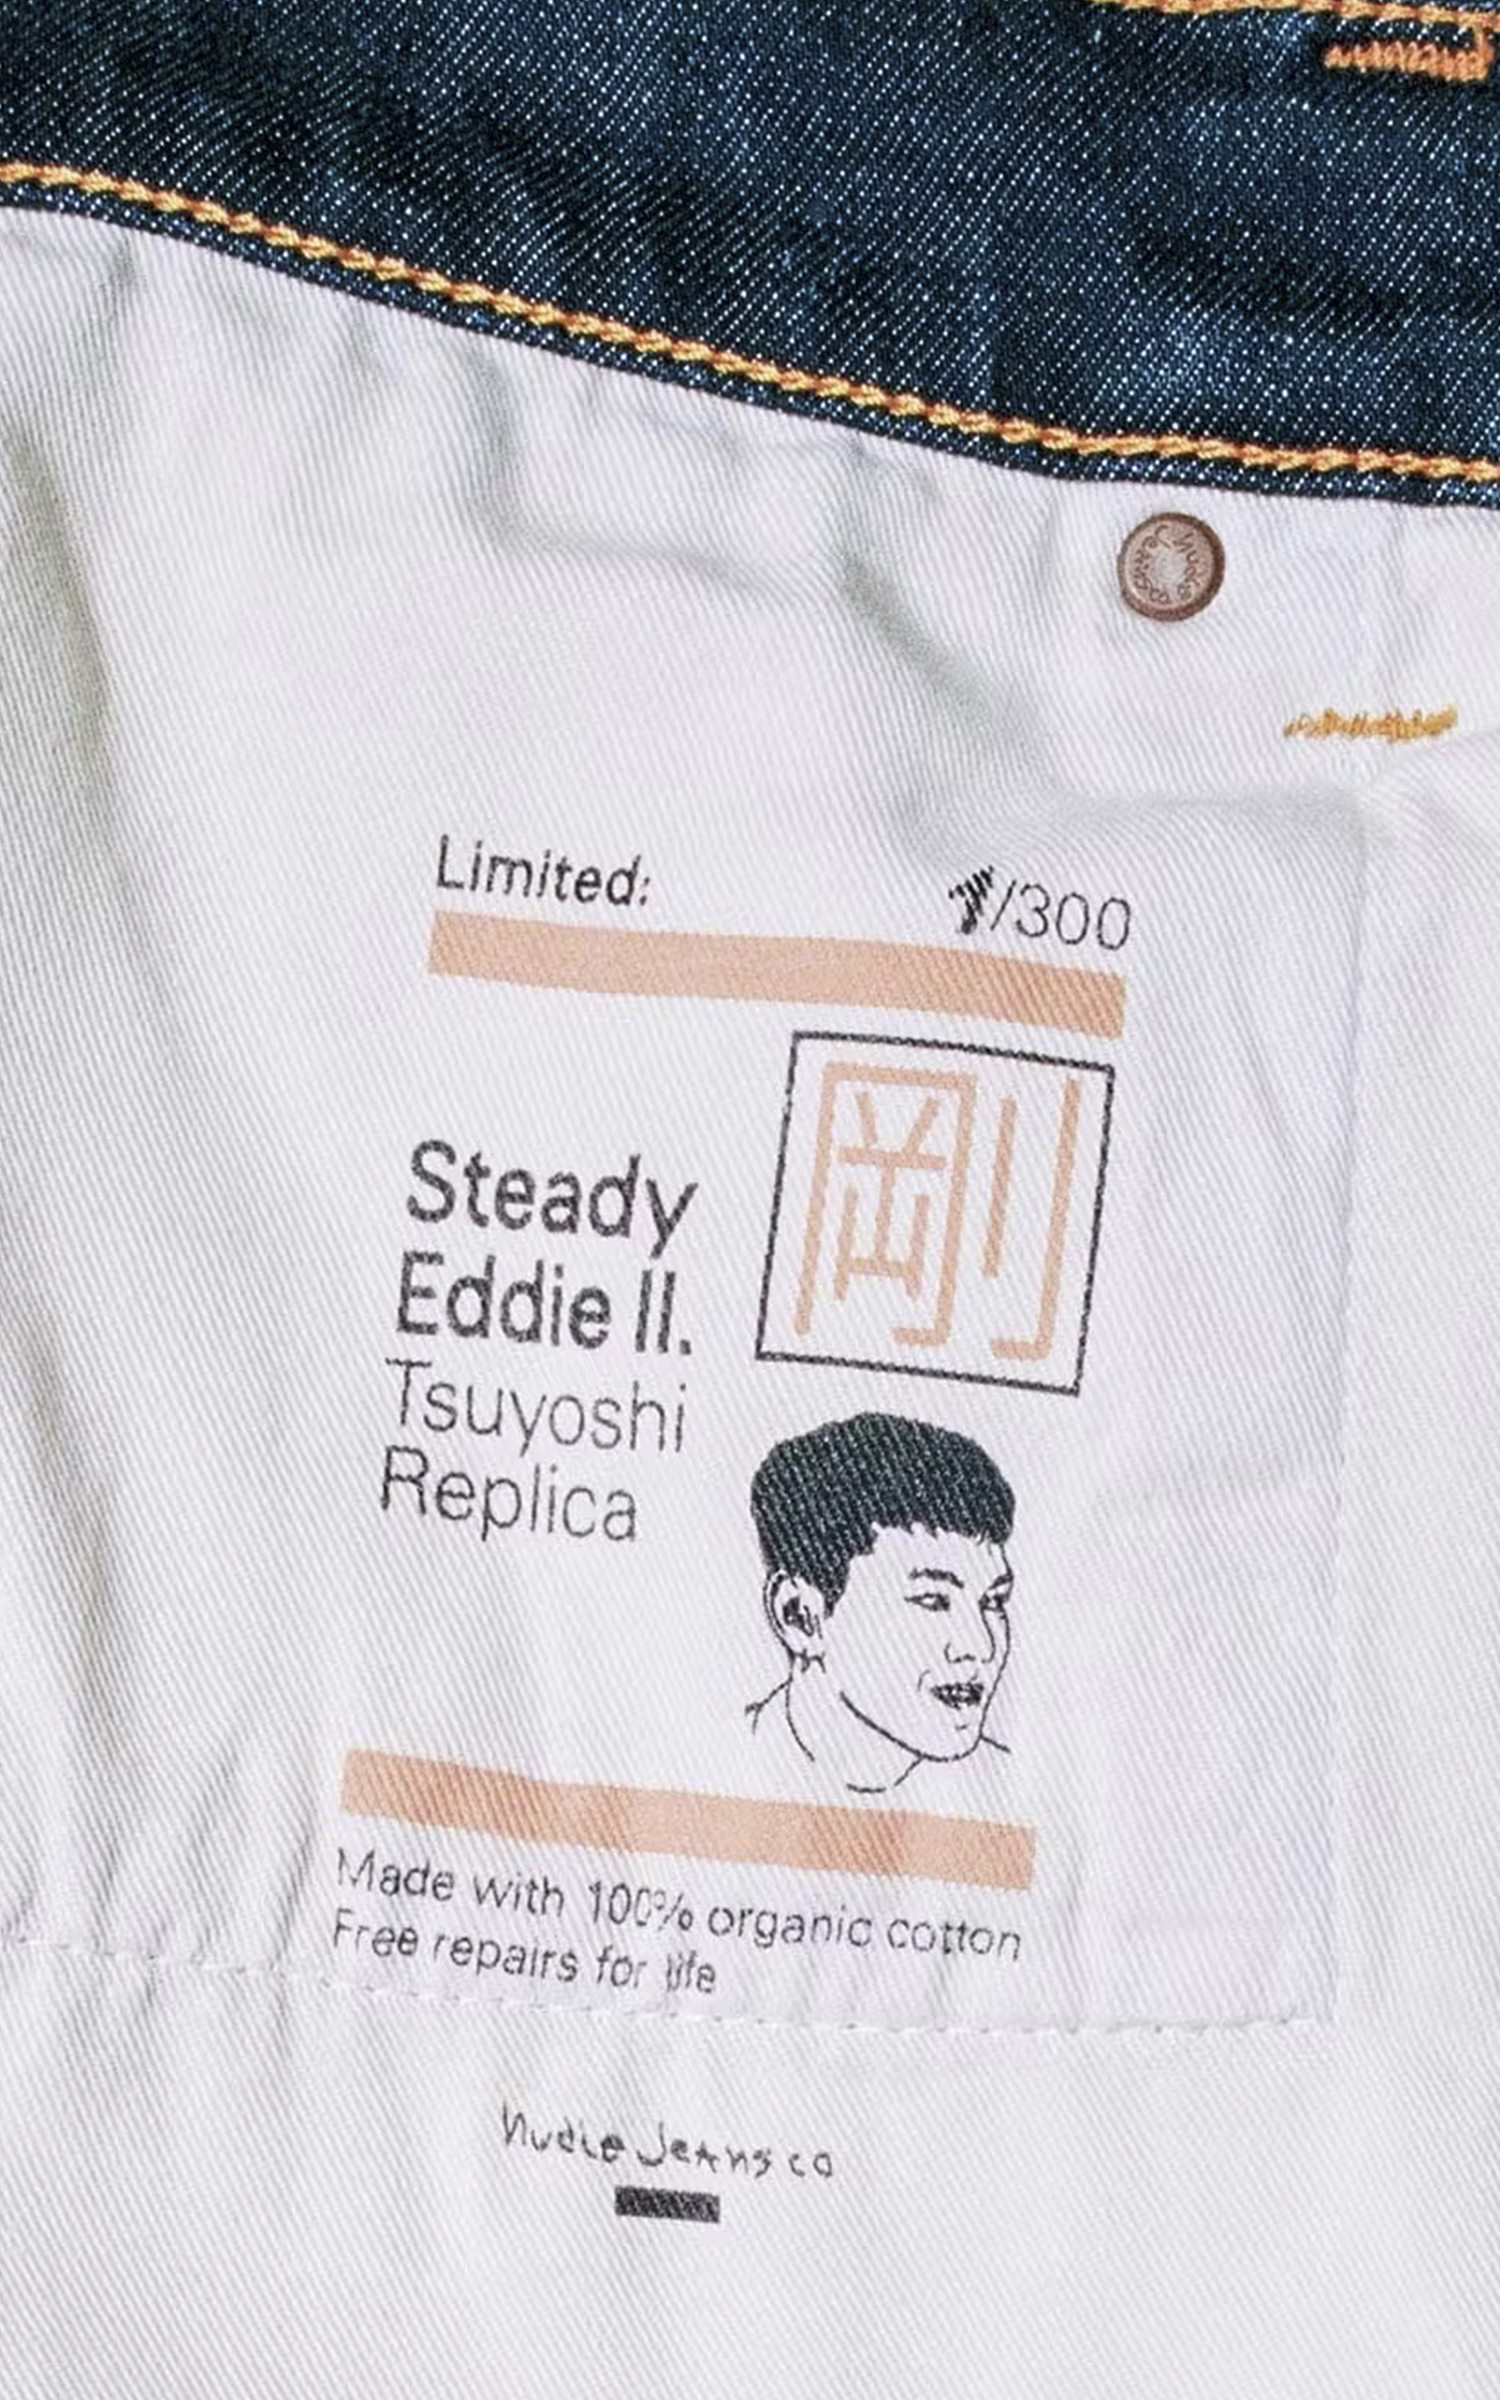 Limited: 1/300
剛
Steady
Eddie II.
Tsuyoshi
Replica
Made with 100% organic cotton
Free repairs for life
Nudie Jeans co